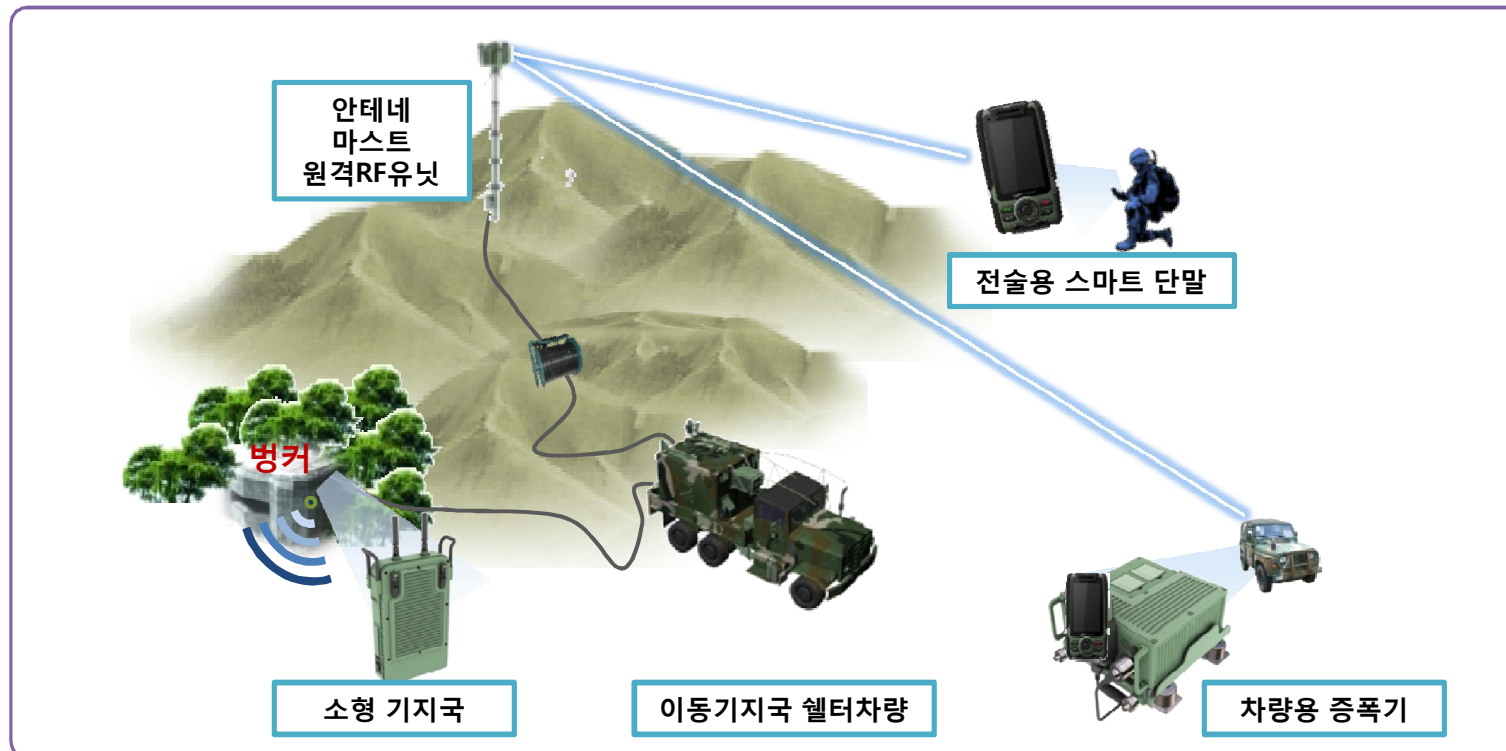 안테네
마스트
원격RF유닛
전술용 스마트 단말
벙커
소형 기지국
이동기지국 쉘터차량
차량용 증폭기